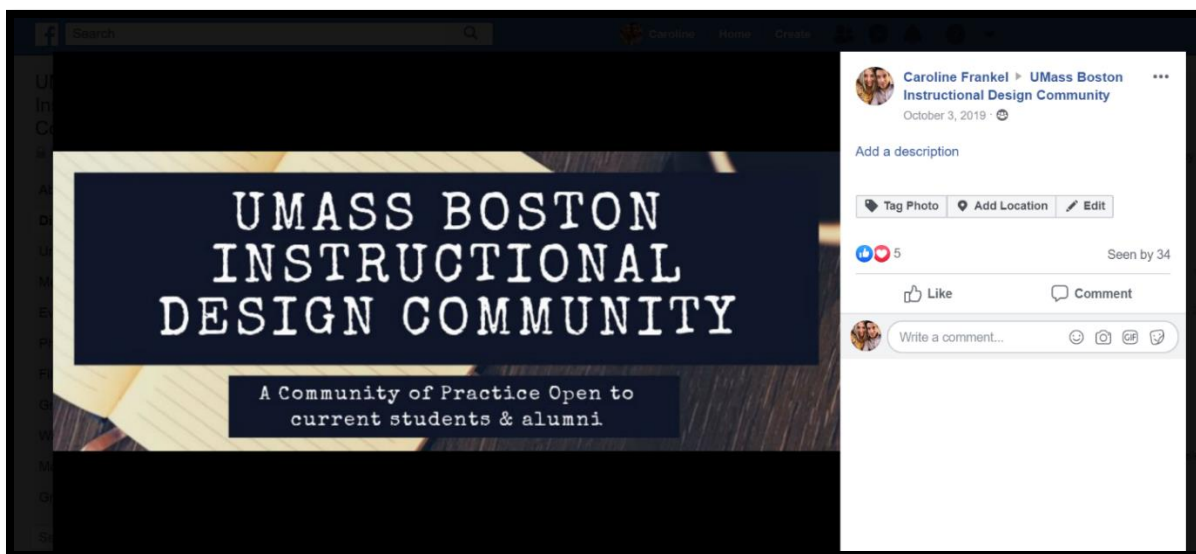 Search
Caroline Home Create
UMASS BOSTON
INSTRUCTIONAL
DESIGN COMMUNITY
A Community of Practice Open to
current students & alumni
Caroline Frankel ▸ UMass Boston
Instructional Design Community
October 3, 2019 ·
Add a description
Tag Photo Add Location Edit
5 Seen by 34
Like Comment
Write a comment... GIF